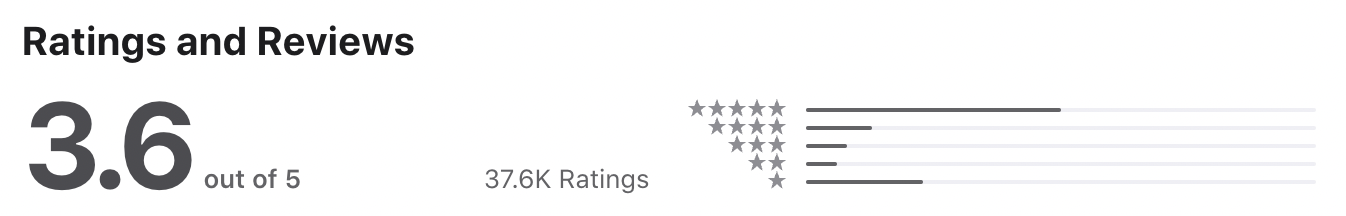 Ratings and Reviews
3.6 out of 5
37.6K Ratings